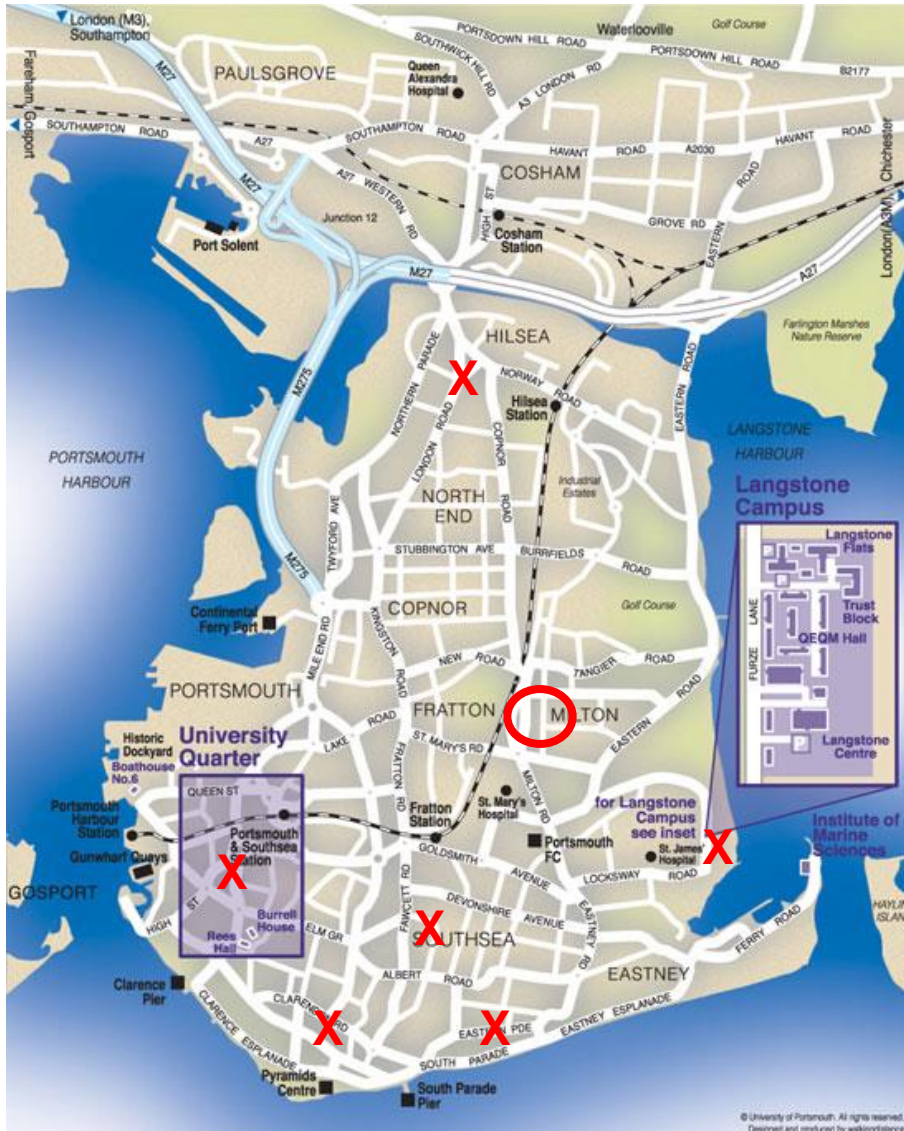 London (M3),
Southampton
Fareham, Gosport
M27
PAULSGROVE
Queen
Alexandra
Hospital
SOUTHWICK HILL RD
Waterlooville
Golf Course
PORTSDOWN HILL ROAD
PORTSDOWN HILL ROAD
B2177
A3 LONDON RD
SOUTHAMPTON
ROAD
A27
SOUTHAMPTON
ROAD
HAVANT ROAD A2030
HAVANT
ROAD
M27
A27 WESTERN
RD
COSHAM
HIGH ST
Junction 12
Port Solent
Cosham
Station
GROVE RD
EASTERN
ROAD
London(A3M), Chichester
M27
A27
HILSEA
Farlington Marshes
Nature Reserve
M275
X
NORTHERN PARADE
NORWAY
ROAD
Hilsea
Station
EASTERN ROAD
LONDON ROAD
COPNOR
ROAD
PORTSMOUTH
HARBOUR
LANGSTONE
HARBOUR
Industrial
Estates
NORTH
END
Langstone
Campus
Langstone
Flats
TWYFORD AVE
STUBBINGTON AVE
BURRFIELDS
ROAD
M275
Trust
Block
QEQM Hall
FURZE LANE
Continental
Ferry Port
COPNOR
Golf Course
MILE END RD
KINGSTON
ROAD
NEW ROAD
TANGIER
ROAD
PORTSMOUTH
FRATTON
MILTON
EASTERN
ROAD
Langstone
Centre
P
University
Quarter
LAKE ROAD
ST. MARY'S RD
Historic
Dockyard
Boathouse
No.6
FRATTON RD
MILTON RD
QUEEN ST
St. Mary's
Hospital
for Langstone
Campus
see inset
Portsmouth
Harbour
Station
Fratton
Station
Portsmouth
& Southsea
Station
Portsmouth
FC
St. James'
Hospital
X
Institute of
Marine
Sciences
Gunwharf Quays
X
GOLDSMITH
AVENUE
LOCKSWAY
ROAD
GOSPORT
HIGH ST
Burrell
House
Rees
Hall
ELM GR
FAWCETT RD
X
DEVONSHIRE AVENUE
SOUTHSEA
EASTNEY RD
FERRY ROAD
Clarence
Pier
ALBERT
ROAD
EASTNEY
CLARENCE
ESPLANADE
X
X
PDE
EASTNEY ESPLANADE
SOUTH PARADE
Pyramids
Centre
South Parade
Pier
© University of Portsmouth. All rights reserved.
Designed and produced by walkingdistance